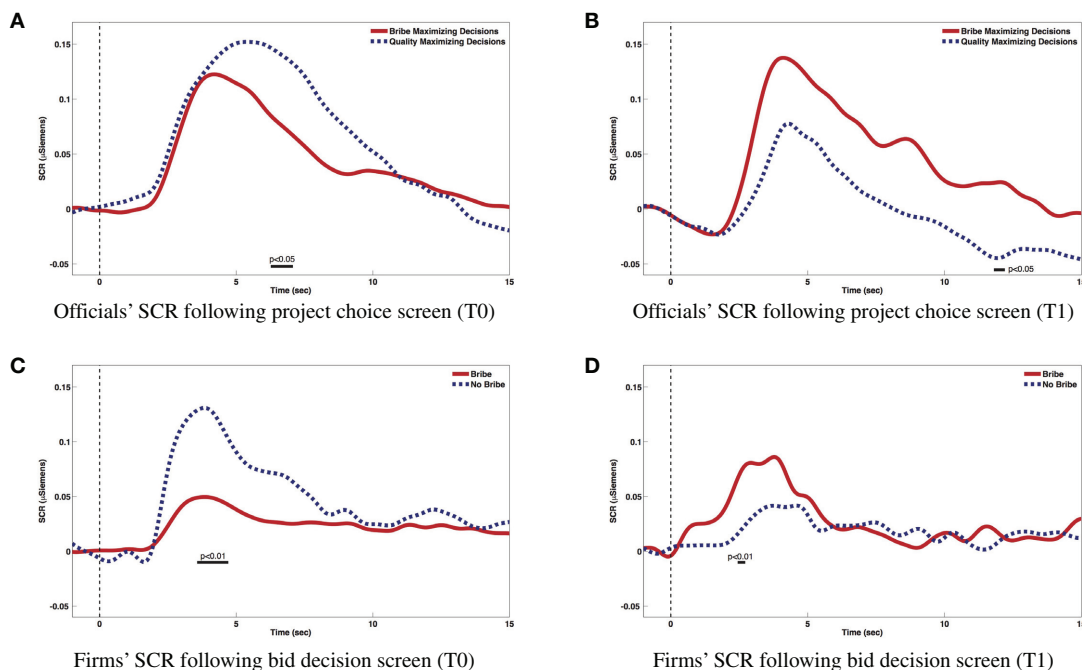 A
Bribe Maximizing Decisions
Quality Maximizing Decisions
0.15
0.1
0.05
0
-0.05
SCR (μSiemens)
p<0.05
0
5
10
15
Time (sec)
Officials’ SCR following project choice screen (T0)
B
Bribe Maximizing Decisions
Quality Maximizing Decisions
0.15
0.1
0.05
0
-0.05
SCR (μSiemens)
p<0.05
0
5
10
15
Time (sec)
Officials’ SCR following project choice screen (T1)
C
Bribe
No Bribe
0.15
0.1
0.05
0
-0.05
SCR (μSiemens)
p<0.01
0
5
10
15
Time (sec)
Firms’ SCR following bid decision screen (T0)
D
Bribe
No Bribe
0.15
0.1
0.05
0
-0.05
SCR (μSiemens)
p<0.01
0
5
10
15
Time (sec)
Firms’ SCR following bid decision screen (T1)